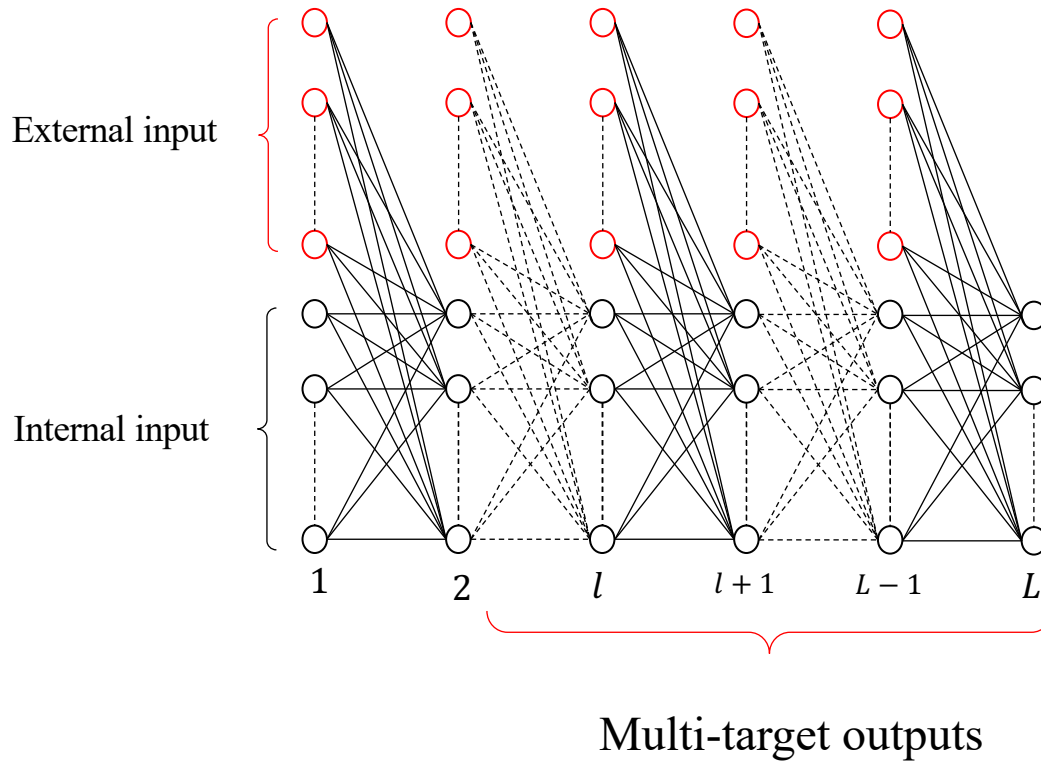 External input
Internal input
1 2 l l + 1 L − 1 L
Multi-target outputs